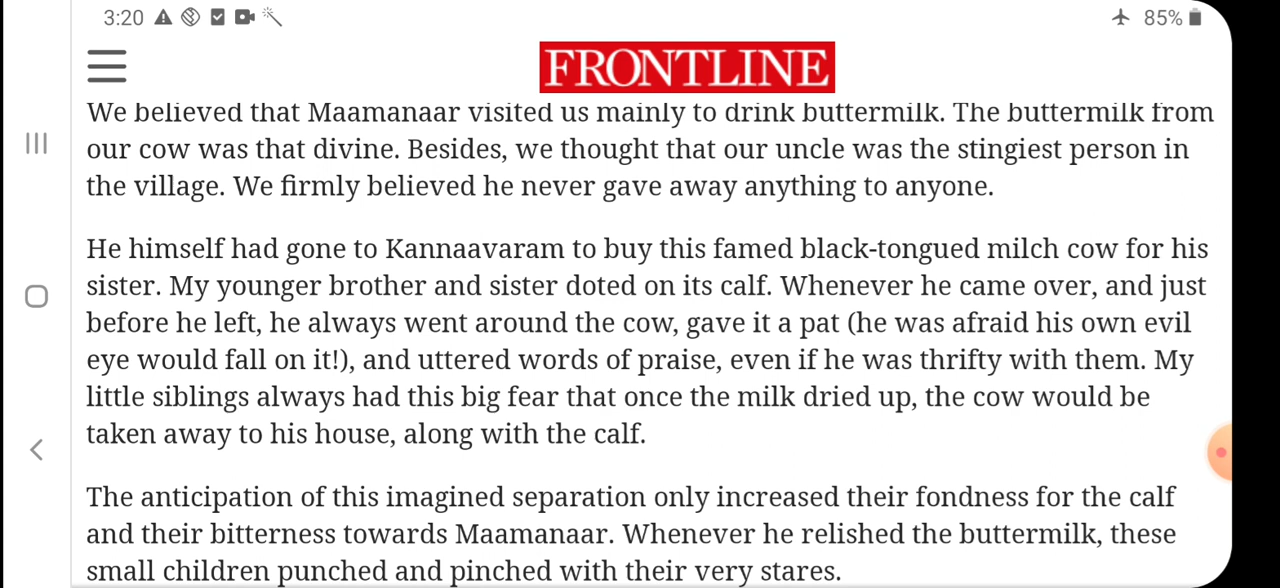 3:20
85%
FRONTLINE
We believed that Maamanaar visited us mainly to drink buttermilk. The buttermilk from
our cow was that divine. Besides, we thought that our uncle was the stingiest person in
the village. We firmly believed he never gave away anything to anyone.
He himself had gone to Kannaavaram to buy this famed black-tongued milch cow for his
sister. My younger brother and sister doted on its calf. Whenever he came over, and just
before he left, he always went around the cow, gave it a pat (he was afraid his own evil
eye would fall on it!), and uttered words of praise, even if he was thrifty with them. My
little siblings always had this big fear that once the milk dried up, the cow would be
taken away to his house, along with the calf.
The anticipation of this imagined separation only increased their fondness for the calf
and their bitterness towards Maamanaar. Whenever he relished the buttermilk, these
small children punched and pinched with their very stares.